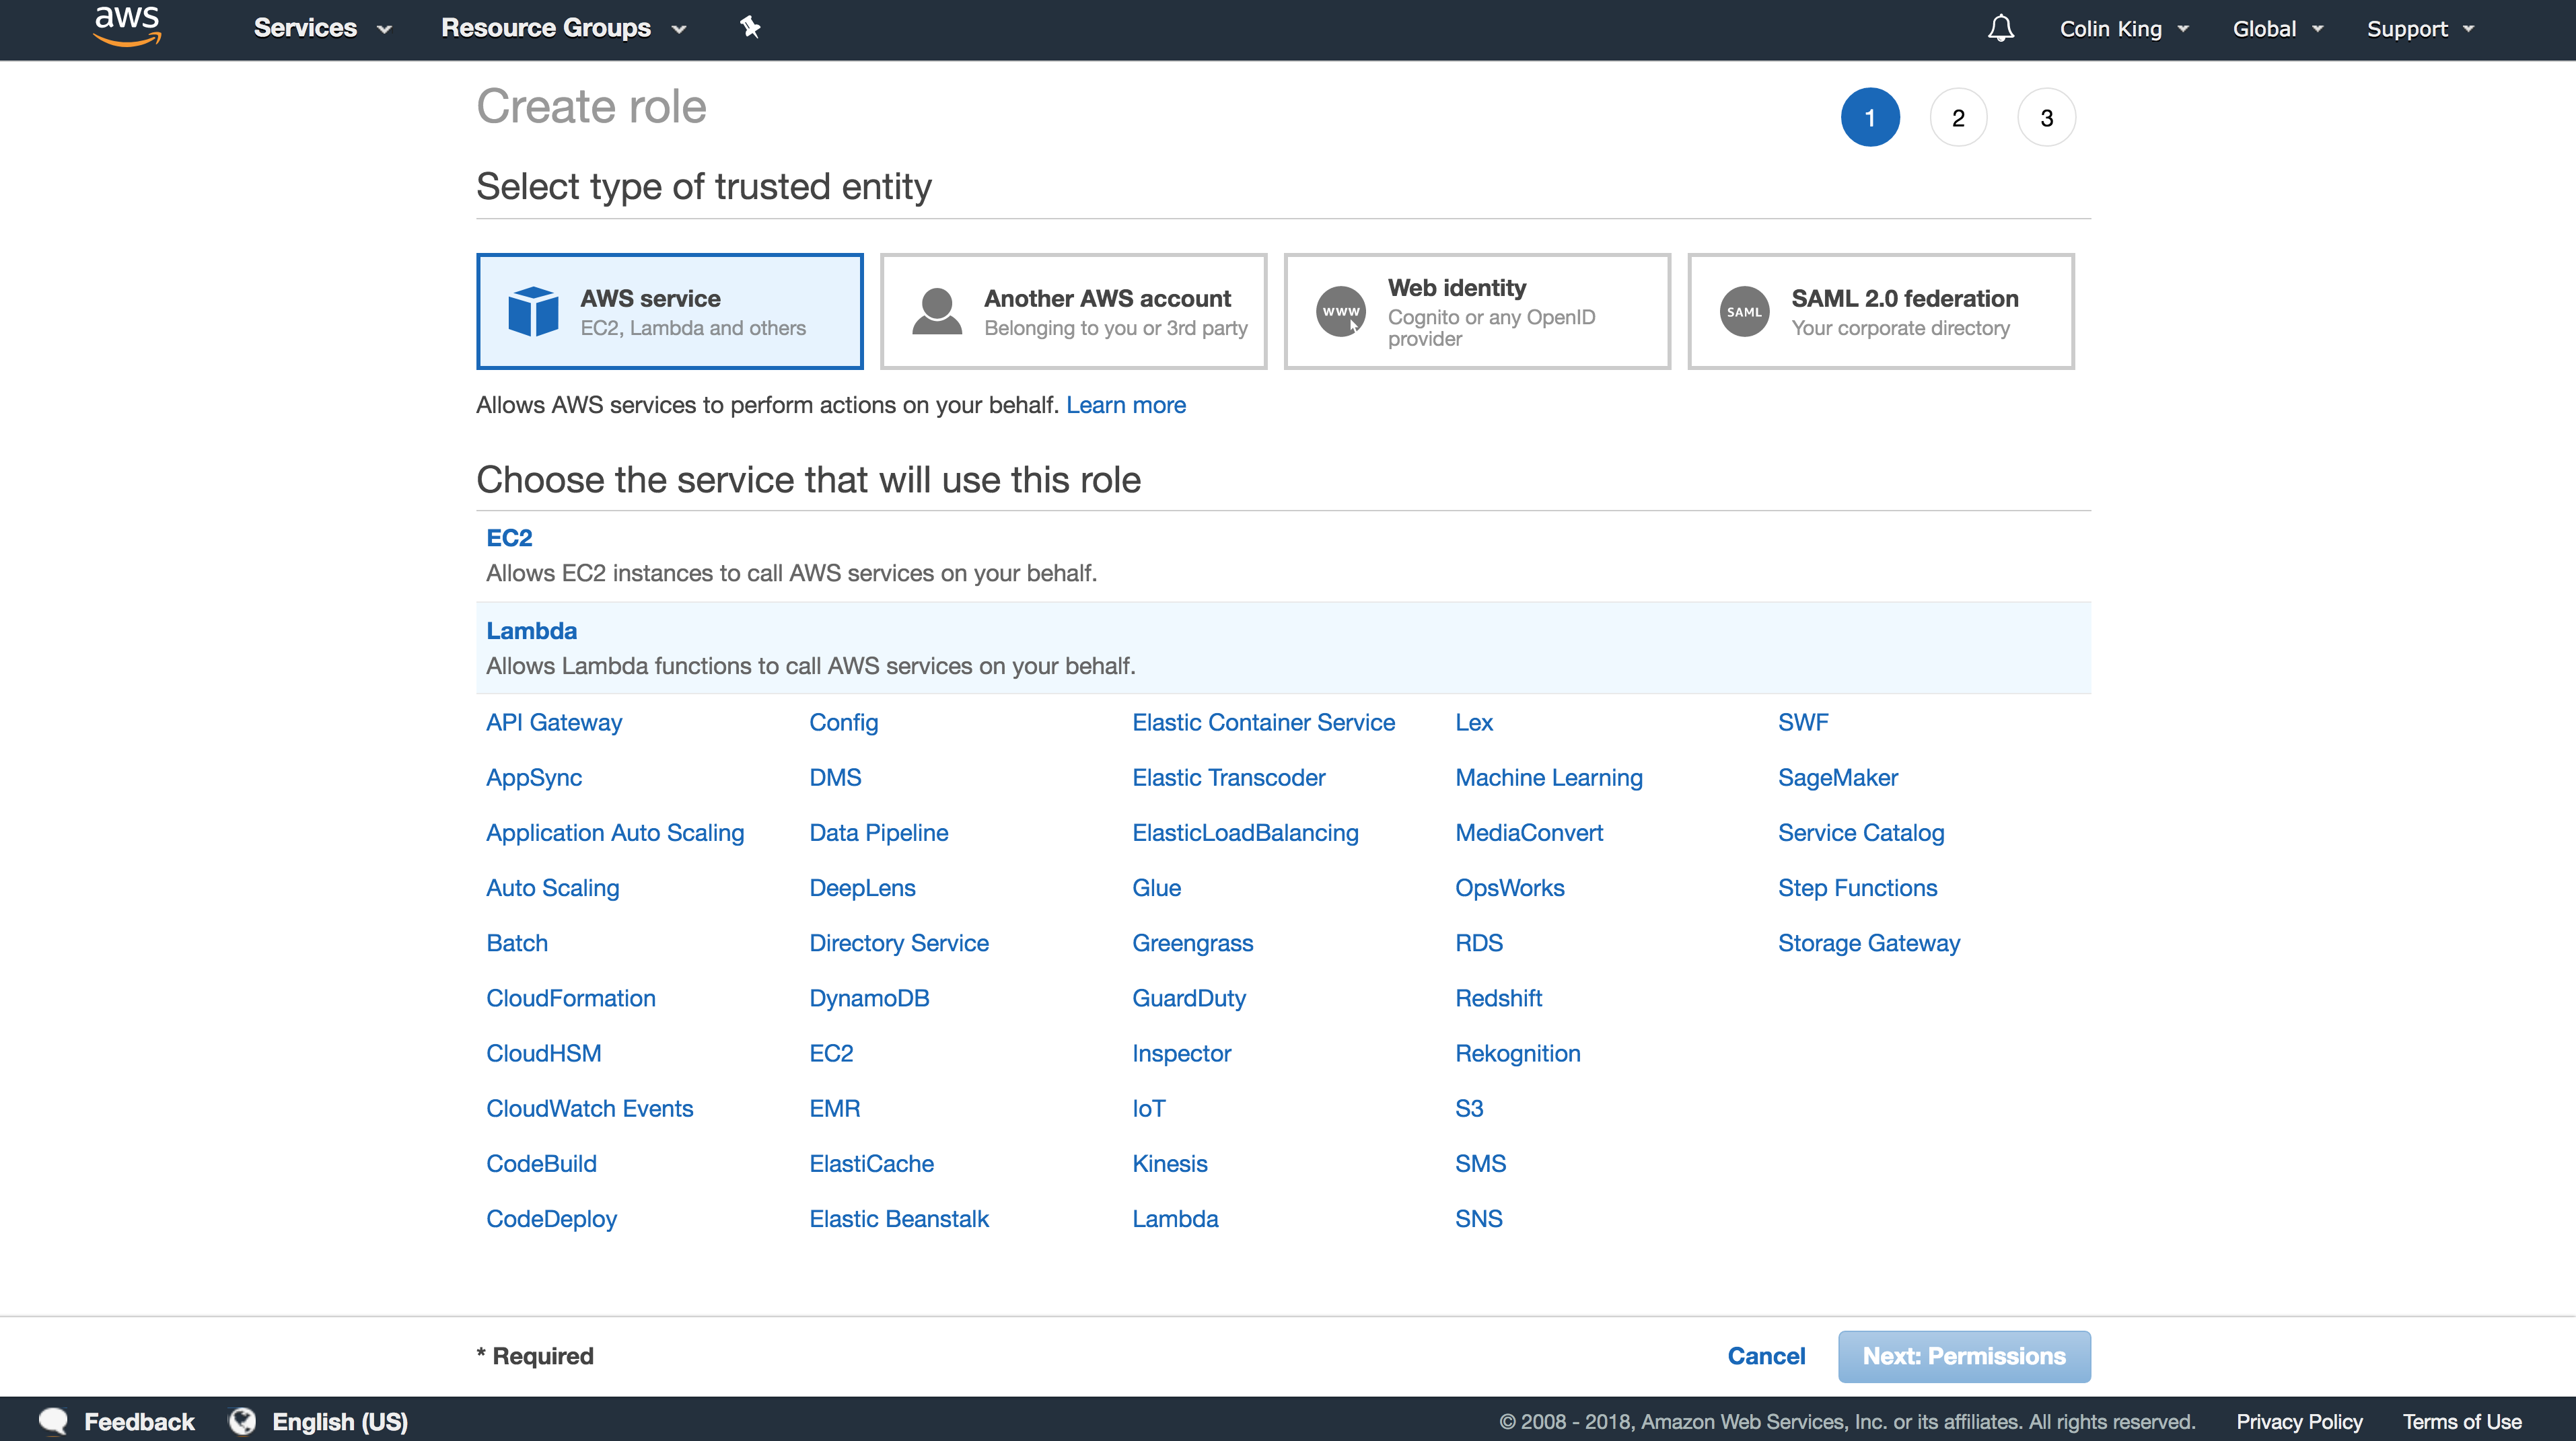 aws Services Resource Groups Colin King Global Support
Create role 1 2 3
Select type of trusted entity
AWS service
EC2, Lambda and others
Another AWS account
Belonging to you or 3rd party
www
Web identity
Cognito or any OpenID
provider
SAML
SAML 2.0 federation
Your corporate directory
Allows AWS services to perform actions on your behalf. Learn more
Choose the service that will use this role
EC2
Allows EC2 instances to call AWS services on your behalf.
Lambda
Allows Lambda functions to call AWS services on your behalf.
API Gateway Config Elastic Container Service Lex SWF
AppSync DMS Elastic Transcoder Machine Learning SageMaker
Application Auto Scaling Data Pipeline ElasticLoadBalancing MediaConvert Service Catalog
Auto Scaling DeepLens Glue OpsWorks Step Functions
Batch Directory Service Greengrass RDS Storage Gateway
CloudFormation DynamoDB GuardDuty Redshift
CloudHSM EC2 Inspector Rekognition
CloudWatch Events EMR IoT S3
CodeBuild ElastiCache Kinesis SMS
CodeDeploy Elastic Beanstalk Lambda SNS
* Required Cancel Next: Permissions
Feedback English (US) © 2008 - 2018, Amazon Web Services, Inc. or its affiliates. All rights reserved. Privacy Policy Terms of Use